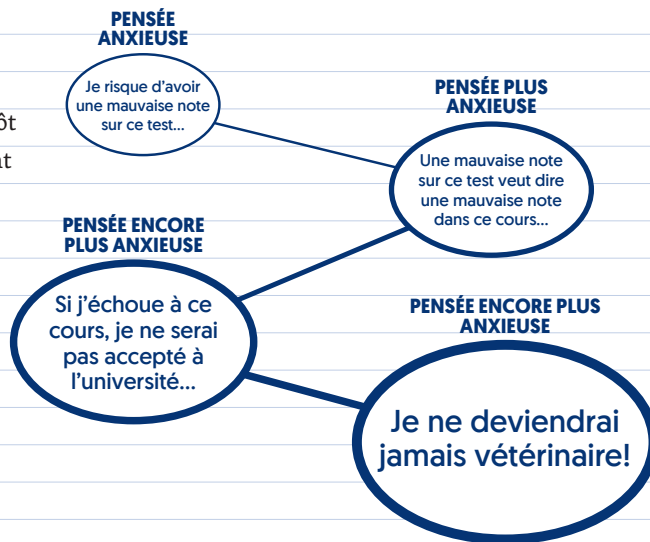 PENSÉE
ANXIEUSE
Je risque d'avoir
une mauvaise note
sur ce test...
PENSÉE PLUS
ANXIEUSE
Une mauvaise note
sur ce test veut dire
une mauvaise note
dans ce cours...
PENSÉE ENCORE
PLUS ANXIEUSE
Si j'échoue à ce
cours, je ne serai
pas accepté à
l'université...
PENSÉE ENCORE PLUS
ANXIEUSE
Je ne deviendrai
jamais vétérinaire!